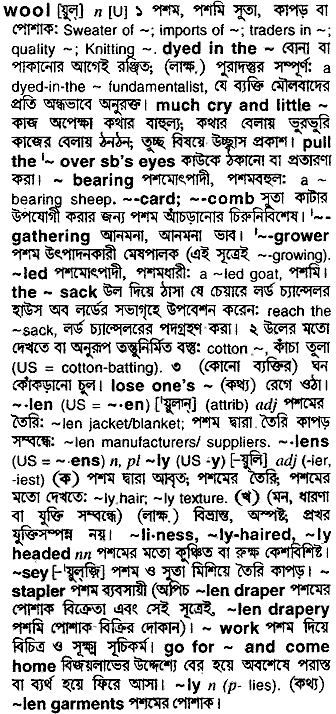 wool [য়ুল্] n [U] ১ পশম, পশমি সুতা, কাপড় বা
পোশাক: Sweater of ~; imports of ~; traders in ~;
quality ~; Knitting ~. dyed in the ~ বোনা বা
পাকানোর আগেই রঞ্জিত; (লাক্ষ.) পুরাদস্তুর সম্পূর্ণ: a
dyed-in-the ~ fundamentalist, যে ব্যক্তি মৌলবাদের
প্রতি অন্ধভাবে অনুরক্ত। much cry and little ~
কাজ অপেক্ষা কথার বাহুল্য; কথার বেলায় ভুরভুরি
কাজের বেলায় ঠনঠন; তুচ্ছ বিষয়ে উচ্ছ্বাস প্রকাশ। pull
the '~ over sb's eyes কাউকে ঠকানো বা প্রতারণা
করা। ~ bearing পশমোৎপাদী, পশমবহুল: a ~
bearing sheep. ~-card; ~-comb সুতা কাটার
উপযোগী করার জন্য পশম আঁচড়ানোর চিরুনিবিশেষ। '~-
gathering আনমনা, আনমনা ভাব। '~-grower
পশম উৎপাদনকারী মেষপালক (এই সূত্রেই ~-growing).
~led পশমোৎপাদী, পশমধারী: a ~led goat, পশমি।
the ~ sack উল দিয়ে ঠাসা যে চেয়ারে লর্ড চ্যান্সেলর
হাউস অব লর্ডের সভাগৃহে উপবেশন করেন: reach the
~sack, লর্ড চ্যান্সেলরের পদগ্রহণ করা। ২ উলের মতো
দেখতে বা অনুরূপ তন্তুনির্মিত বস্তু: cotton ~, কাঁচা তুলা
(US = cotton-batting). ৩ (কোনো ব্যক্তির) ঘন
কোঁকড়ানো চুল। lose one's ~ (কথ্য) রেগে ওঠা।
~.len (US = ~.en) ['য়ুলান্] (attrib) adj পশমের
তৈরি: ~len jacket/blanket; পশম দ্বারা তৈরি কাপড়
সম্বন্ধে: ~len manufacturers/ suppliers. ~.lens
(US = ~.ens) n, pl ~ly (US -y) [-য়ুলি] adj (-ier,
-iest) (ক) পশম দ্বারা আবৃত; পশমের তৈরি; পশমের
মতো দেখতে: ~ly hair; ~ly texture. (খ) (মন, ধারণা
বা যুক্তি সম্বন্ধে) (লাক্ষ.) বিভ্রান্ত, অস্পষ্ট, প্রখর
যুক্তিসম্পন্ন নয়। ~li-ness, ~ly-haired, ~ly
headed nn পশমের মতো কুঞ্চিত বা রুক্ষ কেশবিশিষ্ট।
~sey [-'য়ুল্জ়ি] পশম ও সুতা মিশিয়ে তৈরি কাপড়। ~
stapler পশম ব্যবসায়ী (অপিচ ~len draper পশমের
পোশাক বিক্রেতা এবং সেই সূত্রেই, ~len drapery
পশমি পোশাক বিক্রির দোকান)। ~ work পশম দিয়ে
বিচিত্র ও সূক্ষ্ম সূচিকর্ম। go for ~ and come
home বিজয়লাভের উদ্দেশ্যে বের হয়ে অবশেষে পরাস্ত
বা ব্যর্থ হয়ে ফিরে আসা। ~ly n (p- lies). (কথ্য)
~len garments পশমের পোশাক।